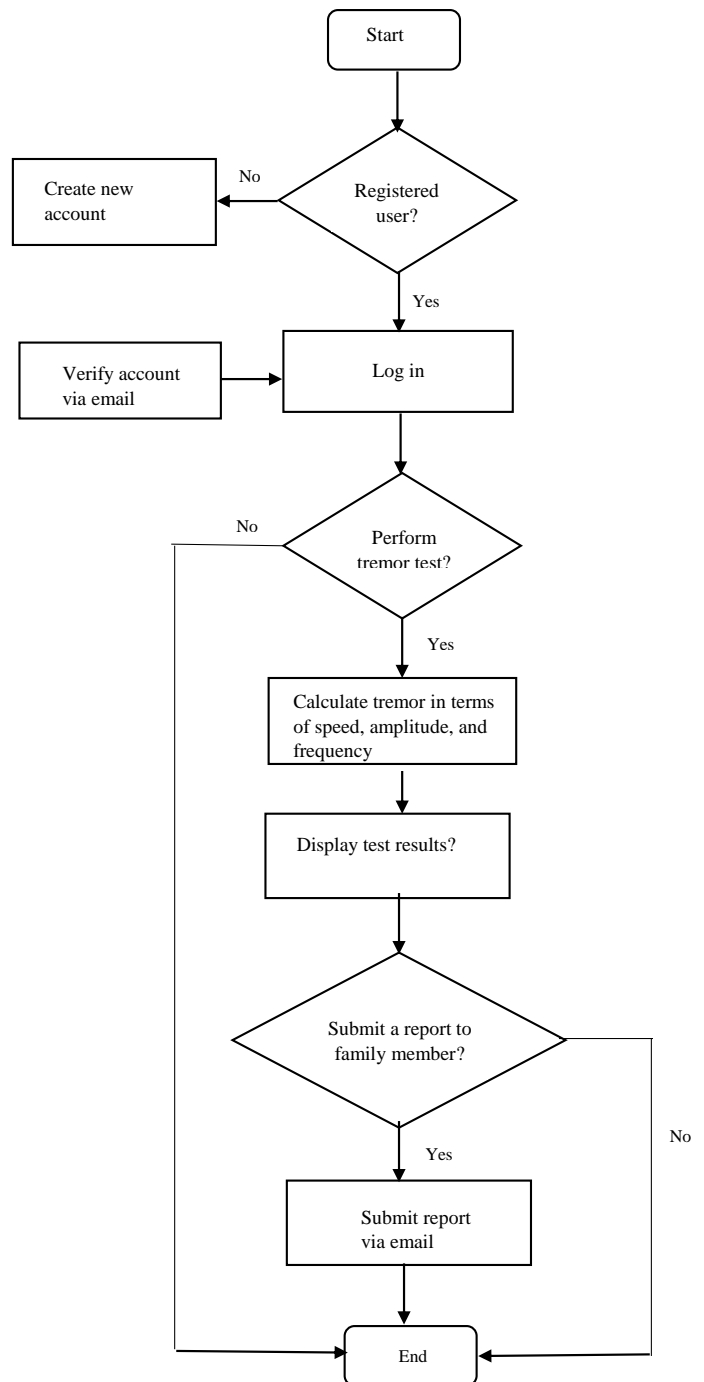 Start
No
Registered
user?
Create new
account
Yes
Log in
Verify account
via email
No
Perform
tremor test?
Yes
Calculate tremor in terms
of speed, amplitude, and
frequency
Display test results?
Submit a report to
family member?
No
Yes
Submit report
via email
End